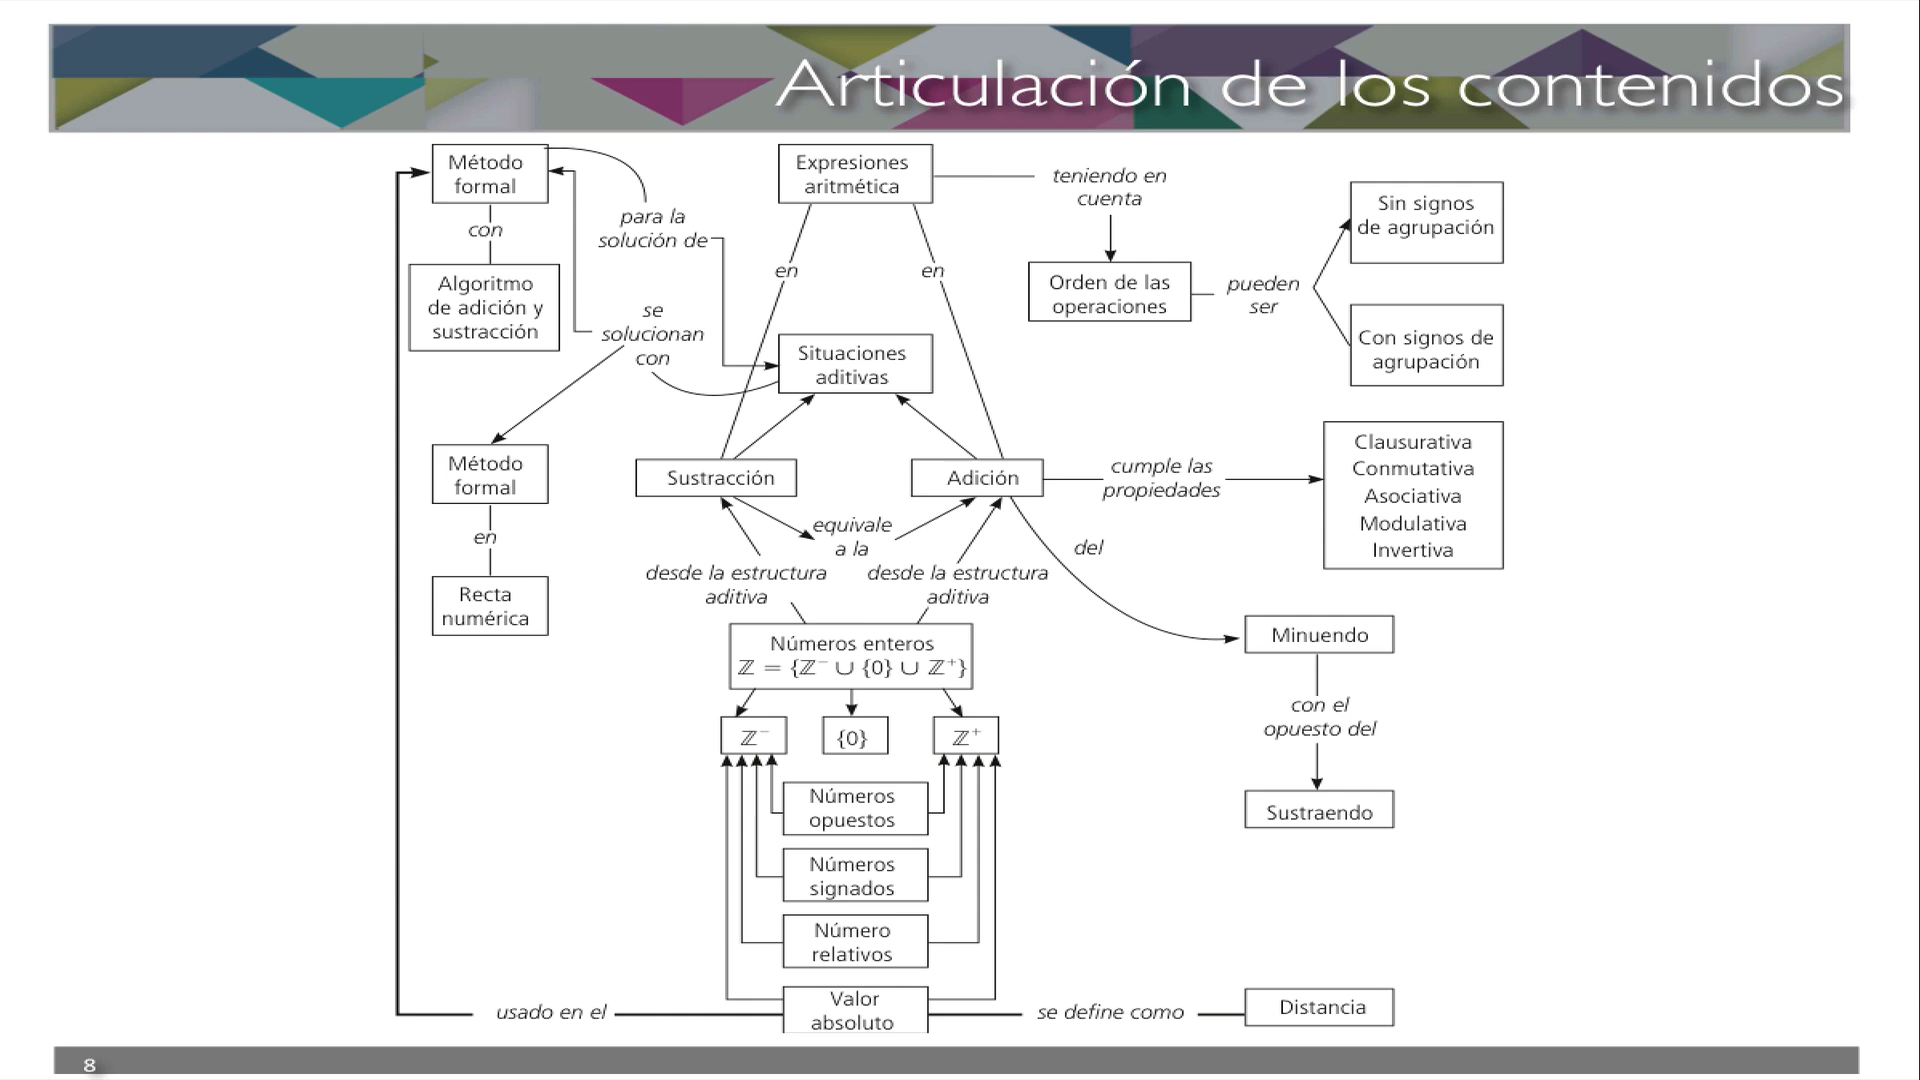 Articulación de los contenidos
Método
formal
con
Algoritmo
de adición y
sustracción
para la
solución de
se
solucionan
con
Método
formal
en
Recta
numérica
Expresiones
aritmética
en
en
teniendo en
cuenta
Orden de las
operaciones
pueden
ser
Sin signos
de agrupación
Con signos de
agrupación
Situaciones
aditivas
Sustracción
Adición
cumple las
propiedades
Clausurativa
Conmutativa
Asociativa
Modulativa
Invertiva
equivale
a la
del
desde la estructura
aditiva
desde la estructura
aditiva
Números enteros
ℤ = {ℤ⁻ ∪ {0} ∪ ℤ⁺}
ℤ⁻
{0}
ℤ⁺
Minuendo
con el
opuesto del
Sustraendo
Números
opuestos
Números
signados
Número
relativos
Valor
absoluto
usado en el
se define como
Distancia
8